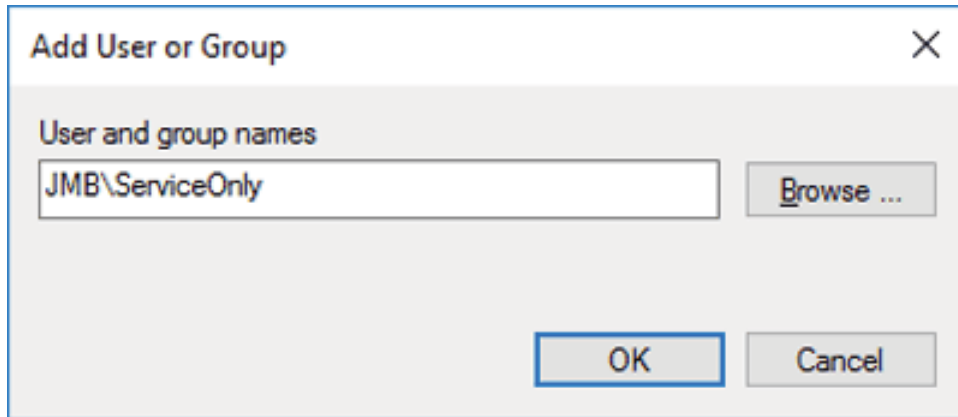 Add User or Group
User and group names
JMB\ServiceOnly
Browse ...
OK
Cancel